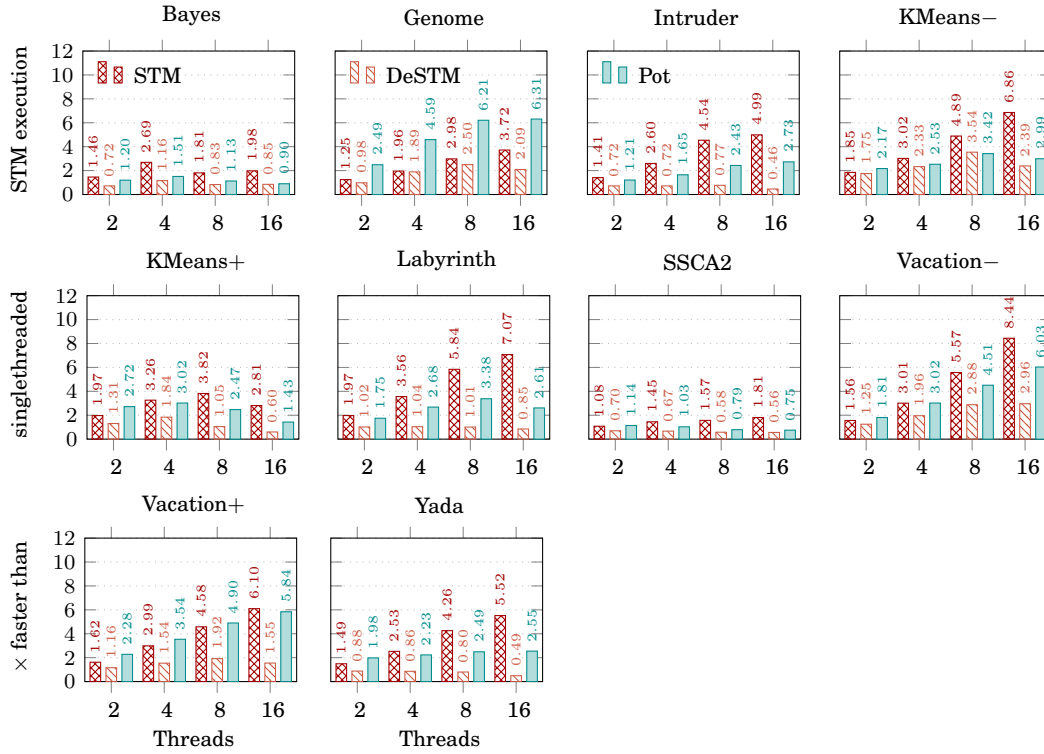 Bayes
Genome
Intruder
KMeans−
STM execution
12
10
8
6
4
2
0
STM
DeSTM
Pot
1.46 0.72 1.20 2.69 1.16 1.51 1.81 0.83 1.13 1.98 0.85 0.90
1.25 0.98 2.49 1.96 1.89 4.59 2.98 2.50 6.21 3.72 2.09 6.31
1.41 0.72 1.21 2.60 0.72 1.65 4.54 0.77 2.43 4.99 0.46 2.73
1.85 1.75 2.17 3.02 2.33 2.53 4.89 3.54 3.42 6.86 2.39 2.99
2 4 8 16
2 4 8 16
2 4 8 16
2 4 8 16
KMeans+
Labyrinth
SSCA2
Vacation−
singlethreaded
12
10
8
6
4
2
0
1.97 1.31 2.72 3.26 1.84 3.02 3.82 1.05 2.47 2.81 0.60 1.43
1.97 1.02 1.75 3.56 1.04 2.68 5.84 1.01 3.38 7.07 0.85 2.61
1.08 0.70 1.14 1.45 0.67 1.03 1.57 0.58 0.79 1.81 0.56 0.75
1.56 1.25 1.81 3.01 1.96 3.02 5.57 2.88 4.51 8.44 2.96 6.03
2 4 8 16
2 4 8 16
2 4 8 16
2 4 8 16
Vacation+
Yada
× faster than
12
10
8
6
4
2
0
1.62 1.16 2.28 2.99 1.54 3.54 4.58 1.92 4.90 6.10 1.55 5.84
1.49 0.88 1.98 2.53 0.86 2.23 4.26 0.80 2.49 5.52 0.49 2.55
2 4 8 16
2 4 8 16
Threads
Threads